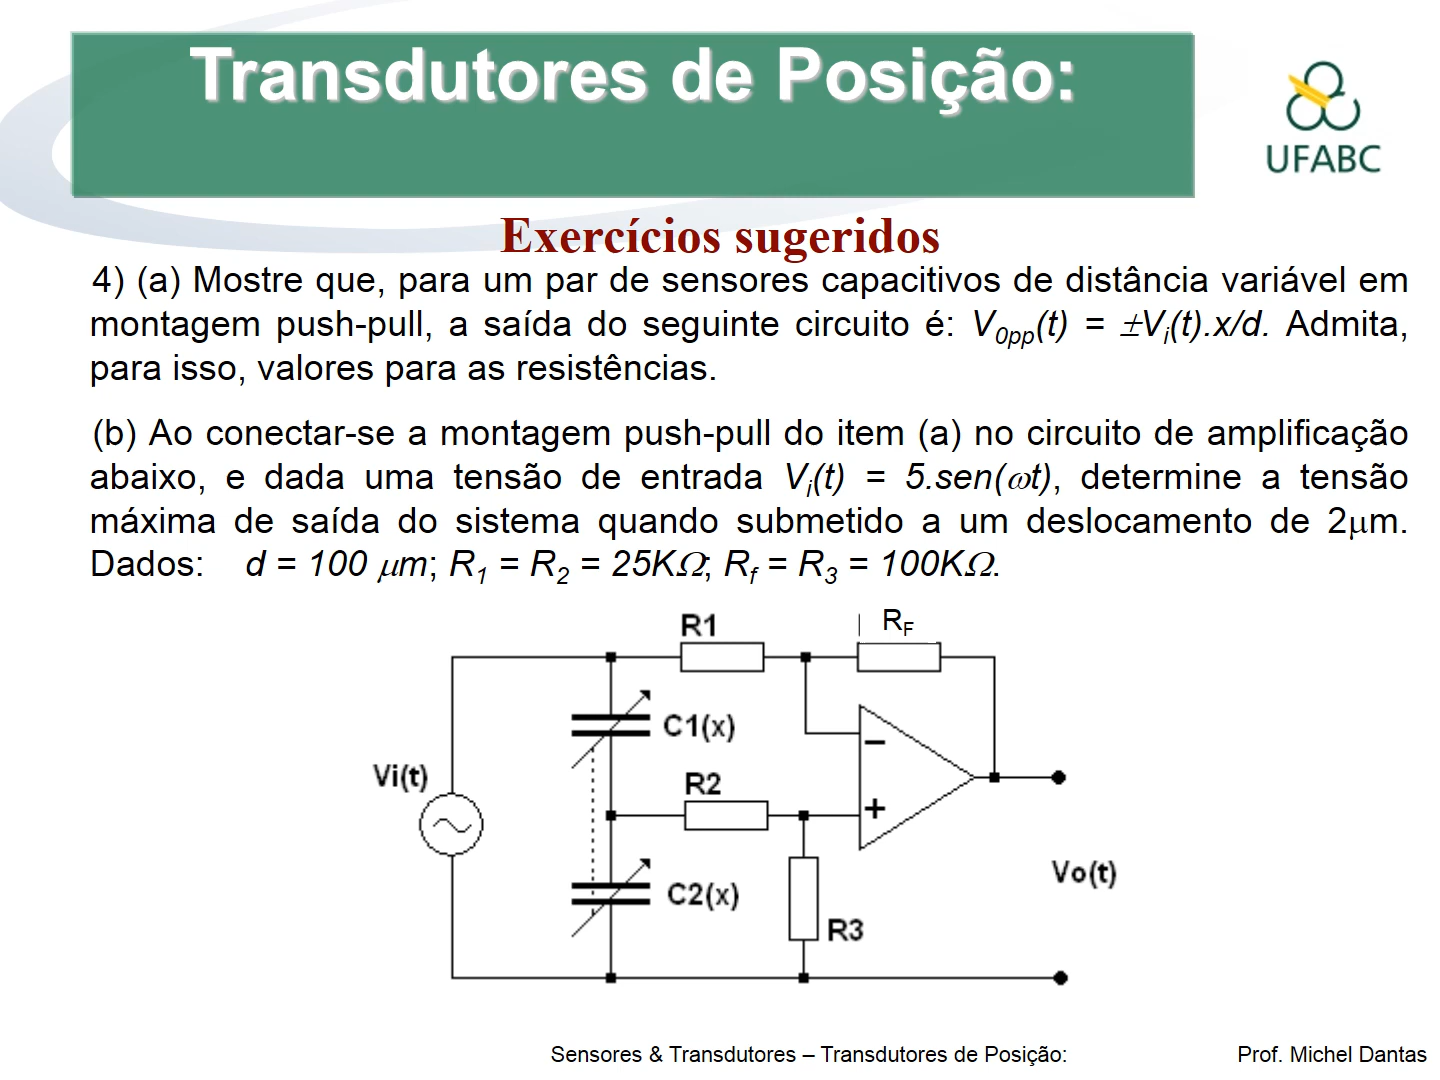 Transdutores de Posição:
UFABC
Exercícios sugeridos
4) (a) Mostre que, para um par de sensores capacitivos de distância variável em
montagem push-pull, a saída do seguinte circuito é: V0pp(t) = ±Vi(t).x/d. Admita,
para isso, valores para as resistências.
(b) Ao conectar-se a montagem push-pull do item (a) no circuito de amplificação
abaixo, e dada uma tensão de entrada Vi(t) = 5.sen(ωt), determine a tensão
máxima de saída do sistema quando submetido a um deslocamento de 2μm.
Dados: d = 100 μm; R1 = R2 = 25KΩ; Rf = R3 = 100KΩ.
R1
RF
C1(x)
Vi(t)
R2
Vo(t)
C2(x)
R3
Sensores & Transdutores – Transdutores de Posição: Prof. Michel Dantas